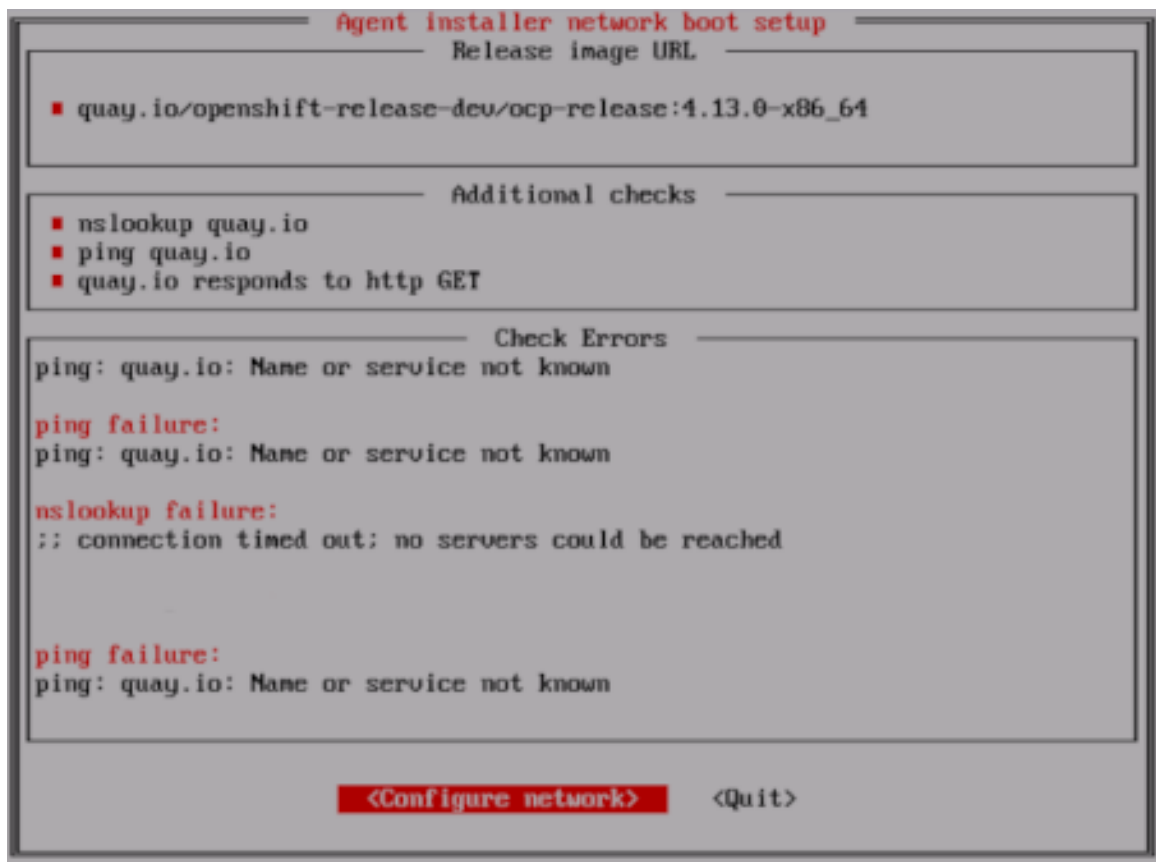 Agent installer network boot setup
Release image URL
quay.io/openshift-release-dev/ocp-release:4.13.0-x86_64
Additional checks
nslookup quay.io
ping quay.io
quay.io responds to http GET
Check Errors
ping: quay.io: Name or service not known
ping failure:
ping: quay.io: Name or service not known
nslookup failure:
;; connection timed out; no servers could be reached
ping failure:
ping: quay.io: Name or service not known
<Configure network> <Quit>